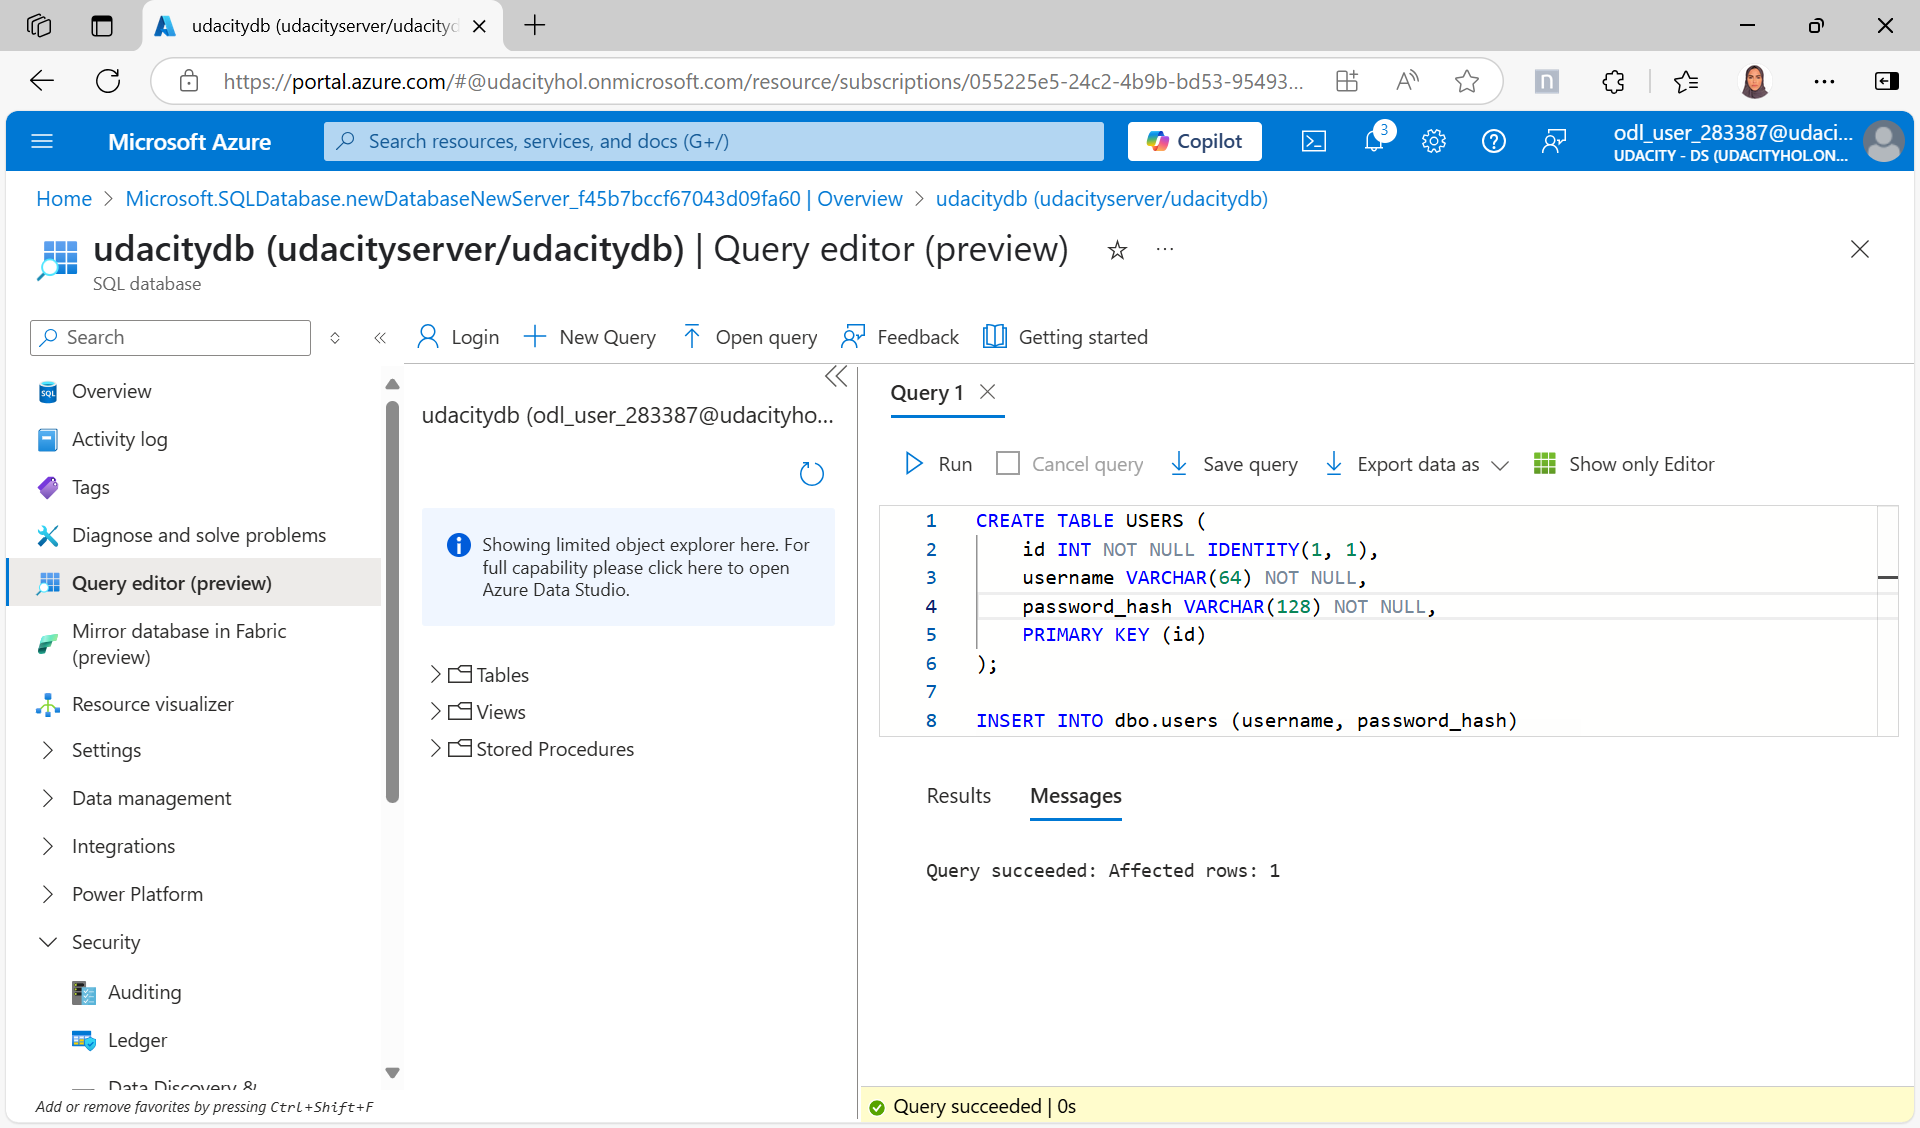 udacitydb (udacityserver/udacityd
https://portal.azure.com/#@udacityhol.onmicrosoft.com/resource/subscriptions/055225e5-24c2-4b9b-bd53-95493...
Microsoft Azure
Search resources, services, and docs (G+/)
Copilot
3
odl_user_283387@udaci...
UDACITY - DS (UDACITYHOL.ON...
Home > Microsoft.SQLDatabase.newDatabaseNewServer_f45b7bccf67043d09fa60 | Overview > udacitydb (udacityserver/udacitydb)
udacitydb (udacityserver/udacitydb) | Query editor (preview)
SQL database
Search
Login
New Query
Open query
Feedback
Getting started
Overview
Activity log
Tags
Diagnose and solve problems
Query editor (preview)
Mirror database in Fabric
(preview)
Resource visualizer
Settings
Data management
Integrations
Power Platform
Security
Auditing
Ledger
Data Discovery &
Add or remove favorites by pressing Ctrl+Shift+F
udacitydb (odl_user_283387@udacityho...
Showing limited object explorer here. For
full capability please click here to open
Azure Data Studio.
Tables
Views
Stored Procedures
Query 1
Run
Cancel query
Save query
Export data as
Show only Editor
1 CREATE TABLE USERS (
2 id INT NOT NULL IDENTITY(1, 1),
3 username VARCHAR(64) NOT NULL,
4 password_hash VARCHAR(128) NOT NULL,
5 PRIMARY KEY (id)
6 );
7
8 INSERT INTO dbo.users (username, password_hash)
Results
Messages
Query succeeded: Affected rows: 1
Query succeeded | 0s